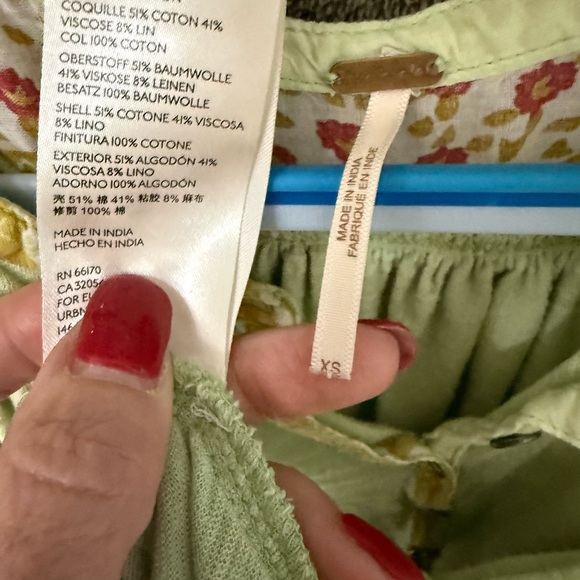 COQUILLE 51% COTON 41%
VISCOSE 8% LIN
COL 100% COTON
OBERSTOFF 51% BAUMWOLLE
41% VISKOSE 8% LEINEN
BESATZ 100% BAUMWOLLE
SHELL 51% COTONE 41% VISCOSA
8% LINO
FINITURA 100% COTONE
EXTERIOR 51% ALGODÓN 41%
VISCOSA 8% LINO
ADORNO 100% ALGODÓN
壳 51% 棉 41% 粘胶 8% 麻布
修剪 100% 棉
MADE IN INDIA
HECHO EN INDIA
RN 66170
FOR
MADE IN INDIA
FABRIQUE EN INDE
XS